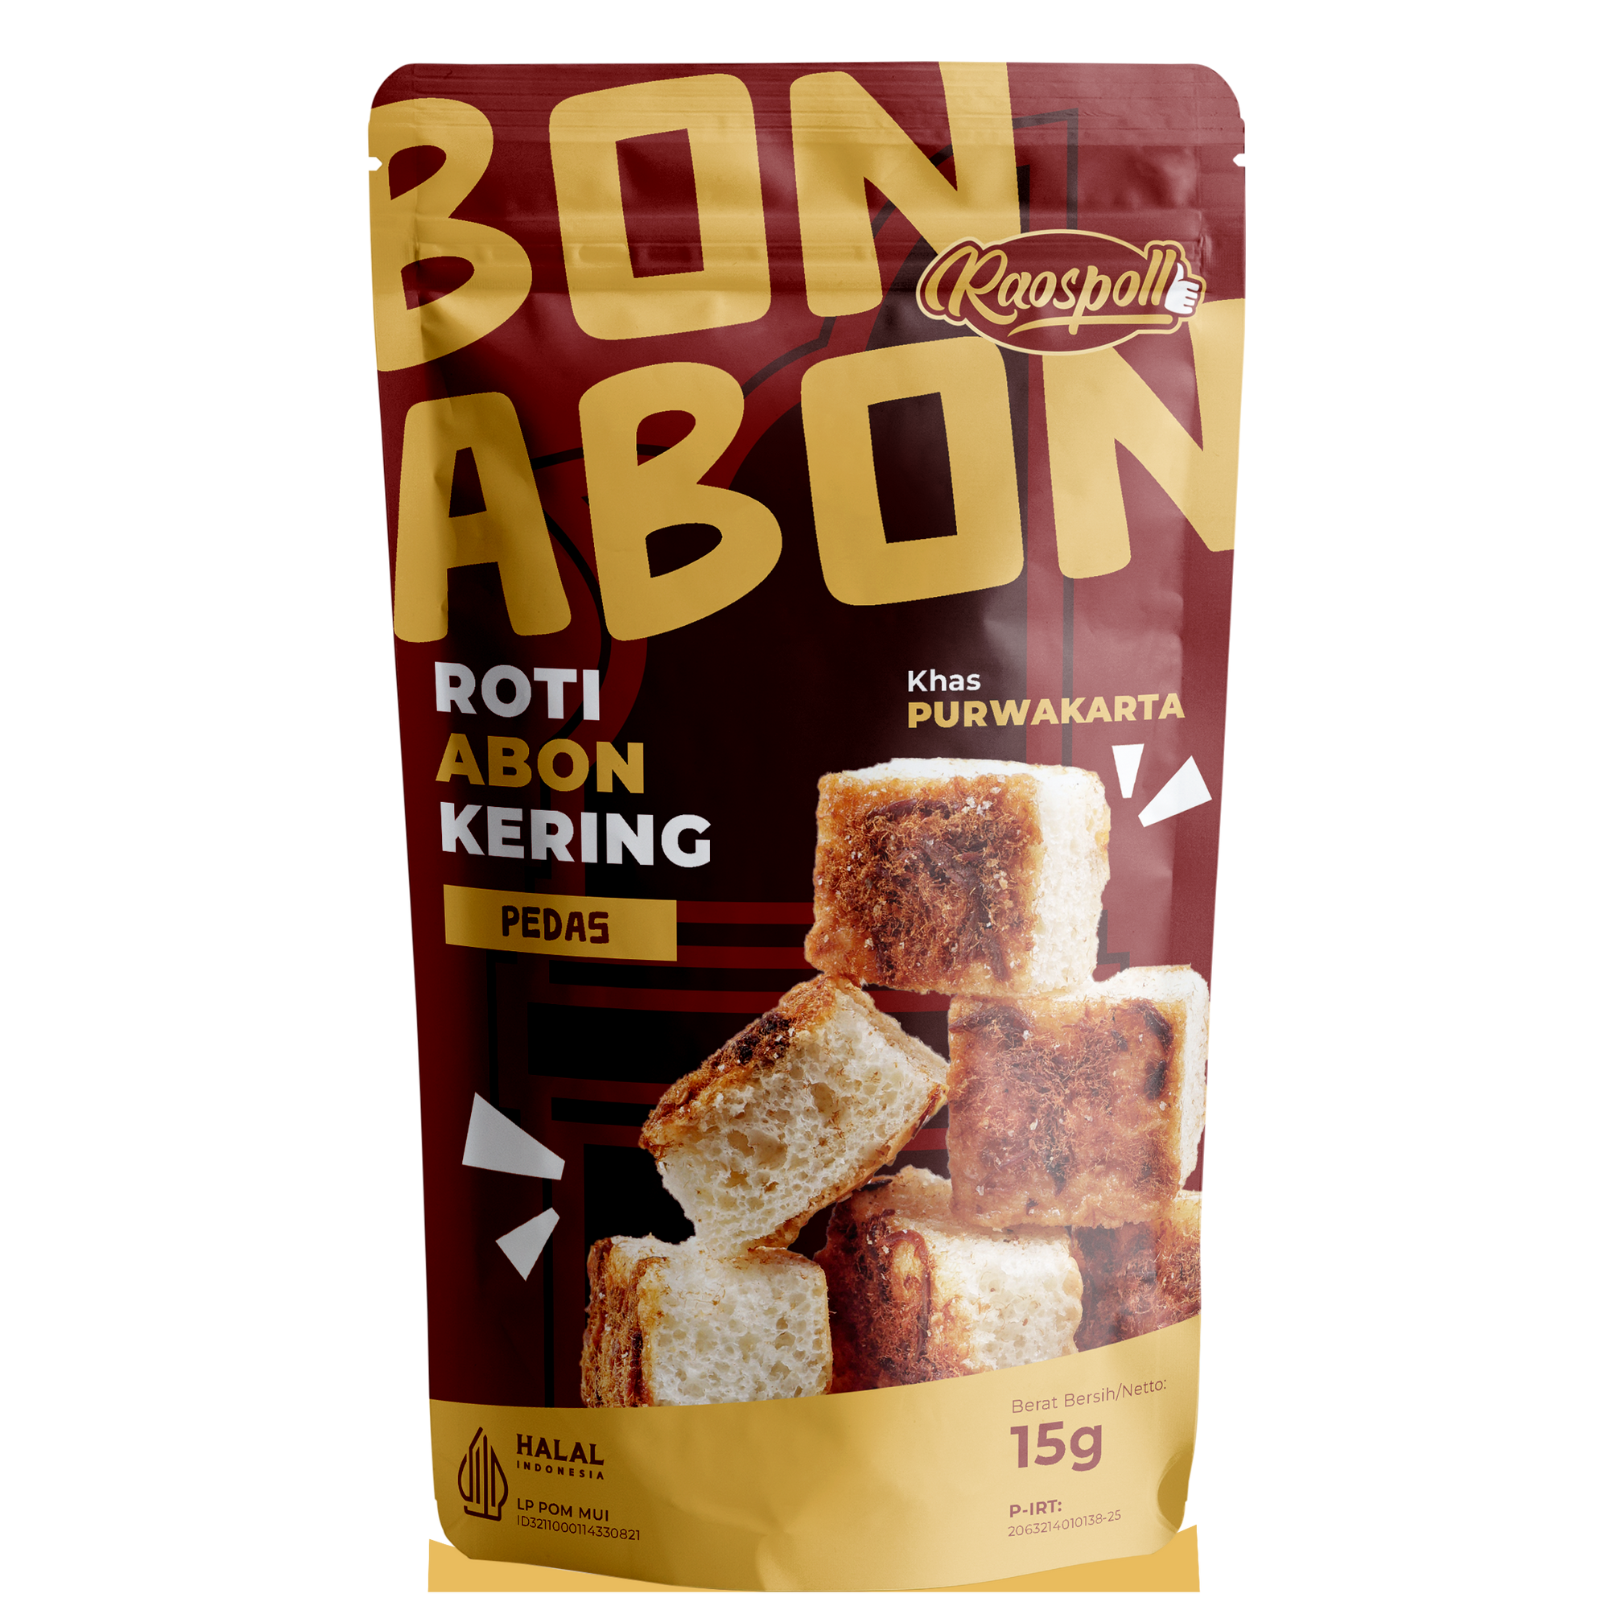 BON
Raospoll
ABON
ROTI
ABON
KERING
PEDAS
Khas
PURWAKARTA
HALAL
INDONESIA
LP POM MUI
ID3211000114330821
Berat Bersih/Netto:
15g
P-IRT:
2063214010138-25